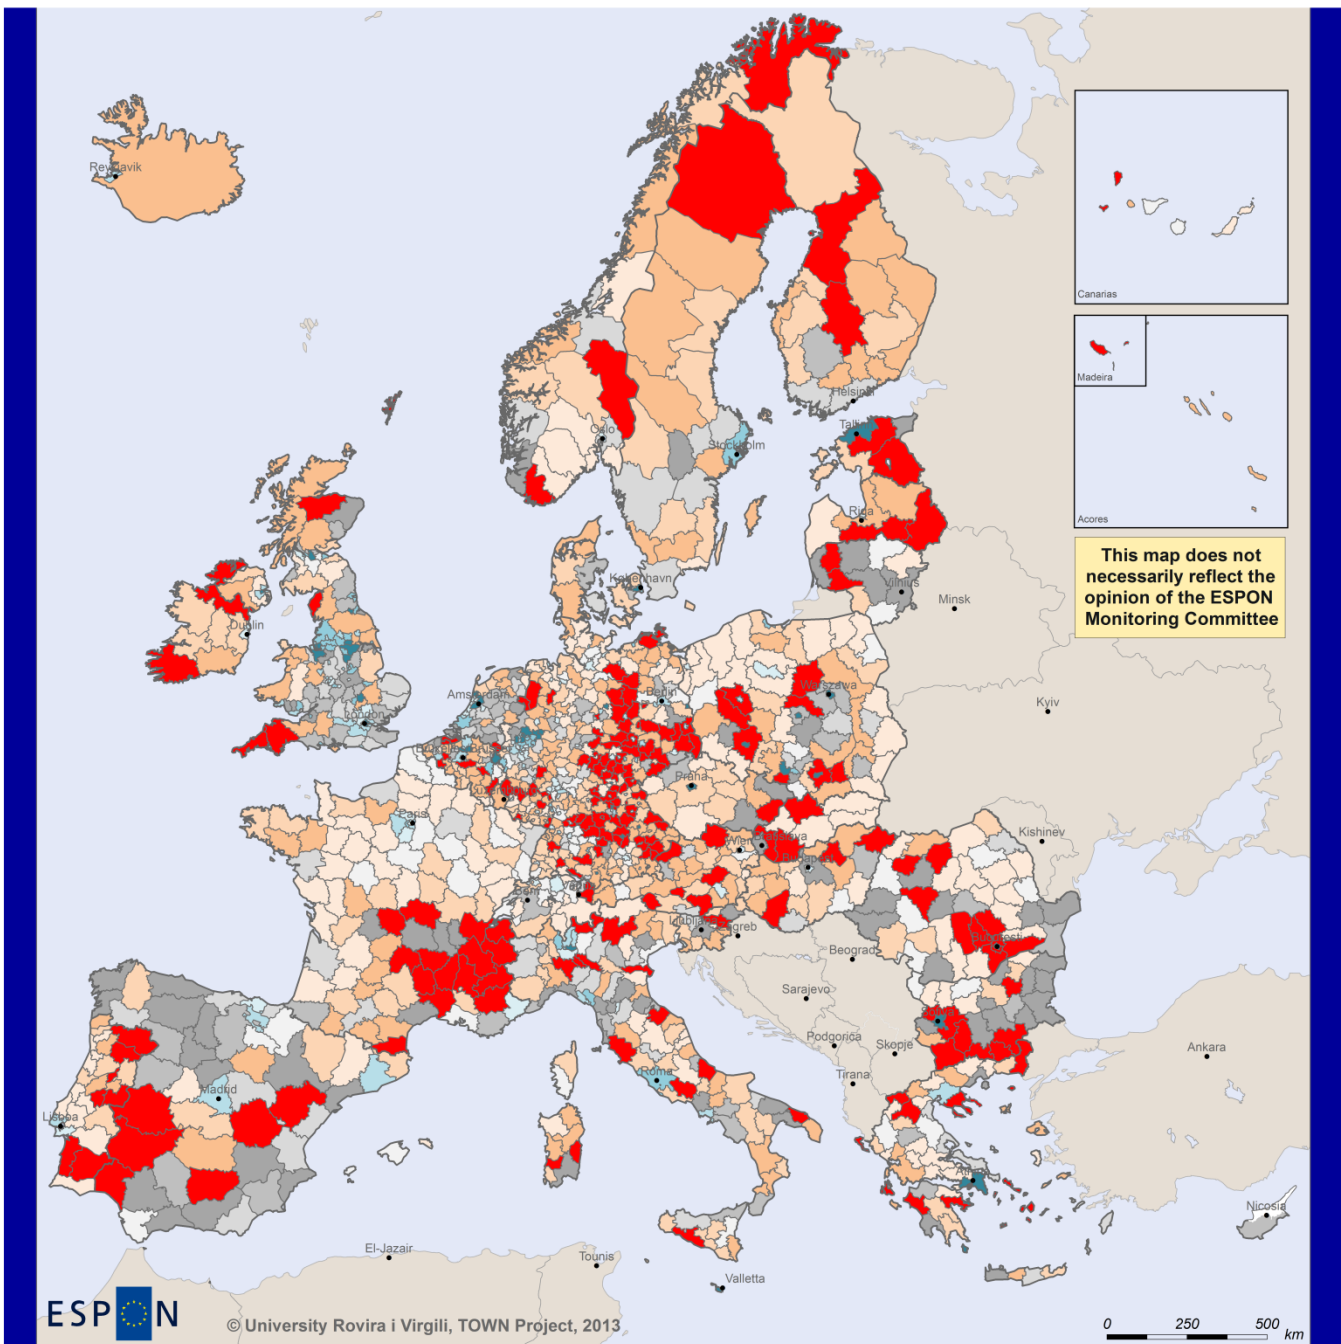 Reykjavik
Canarias
Madeira
Acores
This map does not
necessarily reflect the
opinion of the ESPON
Monitoring Committee
Helsinki
Oslo
Stockholm
Riga
København
Vilnius
Minsk
Dublin
Amsterdam
Berlin
Warszawa
London
Kyiv
Praha
Paris
Kishinev
Wien
Bratislava
Budapest
Bern
Vaduz
Ljubljana
Zagreb
Bucuresti
Beograd
Sarajevo
Podgorica
Skopje
Sofiya
Tirana
Ankara
Roma
Madrid
Lisboa
Nicosia
El-Jazair
Tounis
Valletta
ESPON
© University Rovira i Virgili, TOWN Project, 2013
0 250 500
km